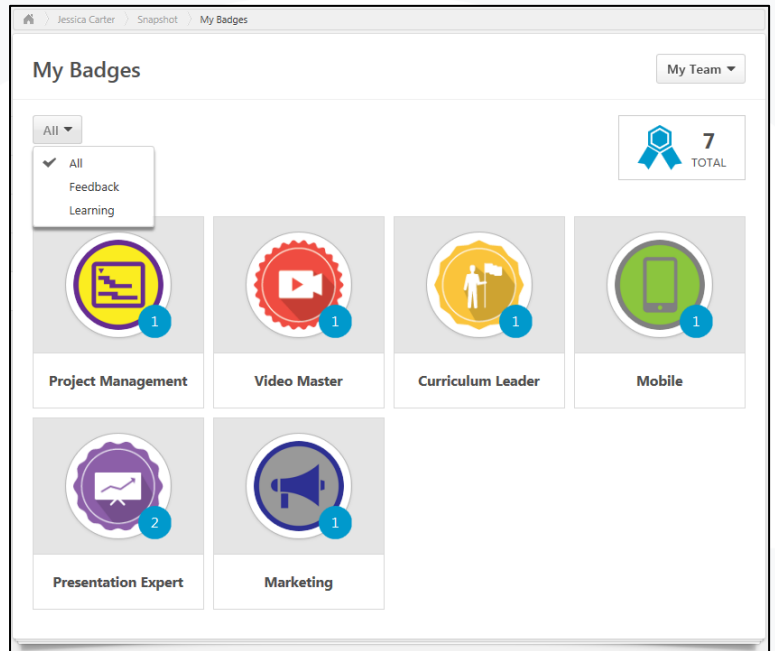 Jessica Carter Snapshot My Badges
My Badges
My Team
All
7
TOTAL
All
Feedback
Learning
1 1 1 1
Project Management Video Master Curriculum Leader Mobile
2 1
Presentation Expert Marketing